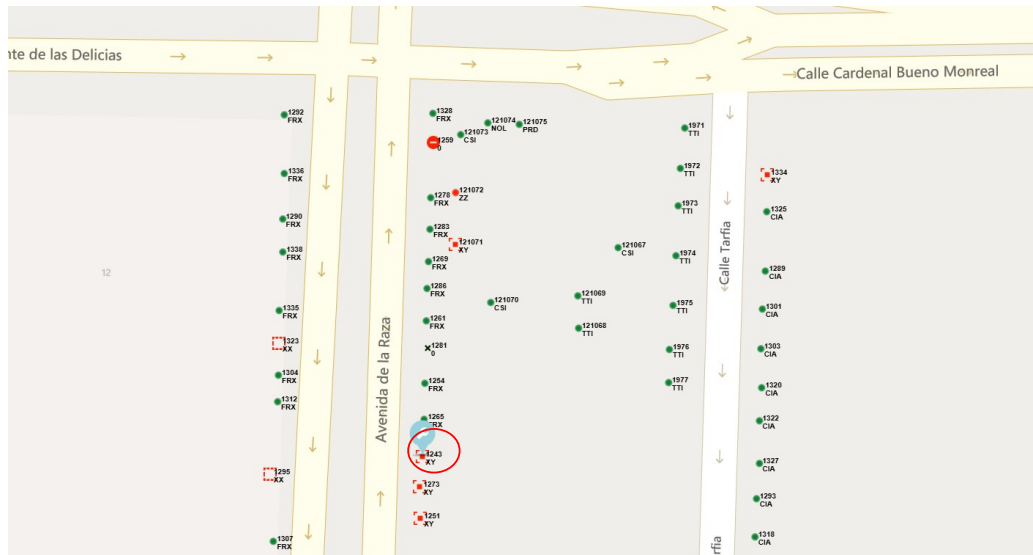 nte de las Delicias
Calle Cardenal Bueno Monreal
1292
FRX
1328
FRX
121074
NOL
121075
PRD
121073
CSI
1259
0
1971
TTI
1336
FRX
1972
TTI
1334
XY
1278
FRX
121072
ZZ
1973
TTI
1325
CIA
1290
FRX
1283
FRX
121071
XY
121067
CSI
1338
FRX
1269
FRX
1974
TTI
Calle Tarfia
12
1289
CIA
1286
FRX
121070
CSI
121069
TTI
1975
TTI
1301
CIA
1335
FRX
1261
FRX
121068
TTI
1323
XX
1281
0
1976
TTI
1303
CIA
Avenida de la Raza
1304
FRX
1254
FRX
1977
TTI
1320
CIA
1312
FRX
1265
FRX
1322
CIA
1243
XY
1327
CIA
1295
XX
1273
XY
1293
CIA
1251
XY
1307
FRX
1318
CIA
rfia